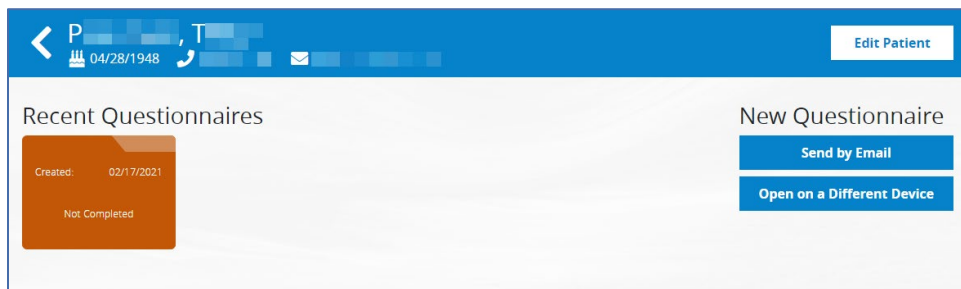 P , T
04/28/1948
Edit Patient
Recent Questionnaires
New Questionnaire
Created: 02/17/2021
Not Completed
Send by Email
Open on a Different Device